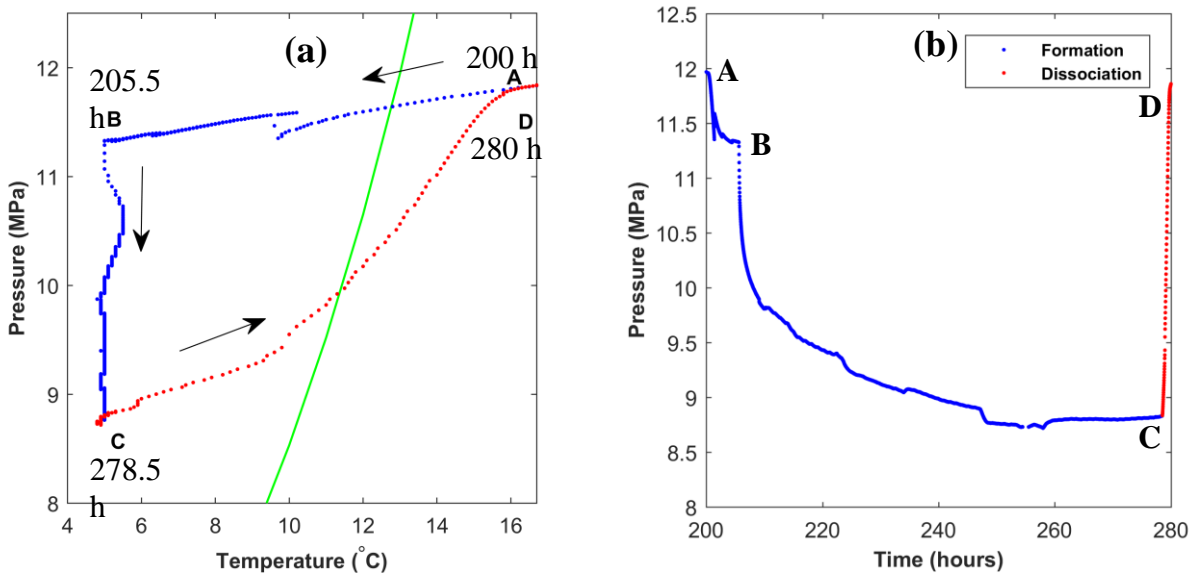 (a)
200 h
A
205.5
h
B
D
280 h
C
278.5
h
12
11
10
9
8
Pressure (MPa)
4
6
8
10
12
14
16
Temperature (°C)
(b)
Formation
Dissociation
A
B
C
D
12.5
12
11.5
11
10.5
10
9.5
9
8.5
8
Pressure (MPa)
200
220
240
260
280
Time (hours)